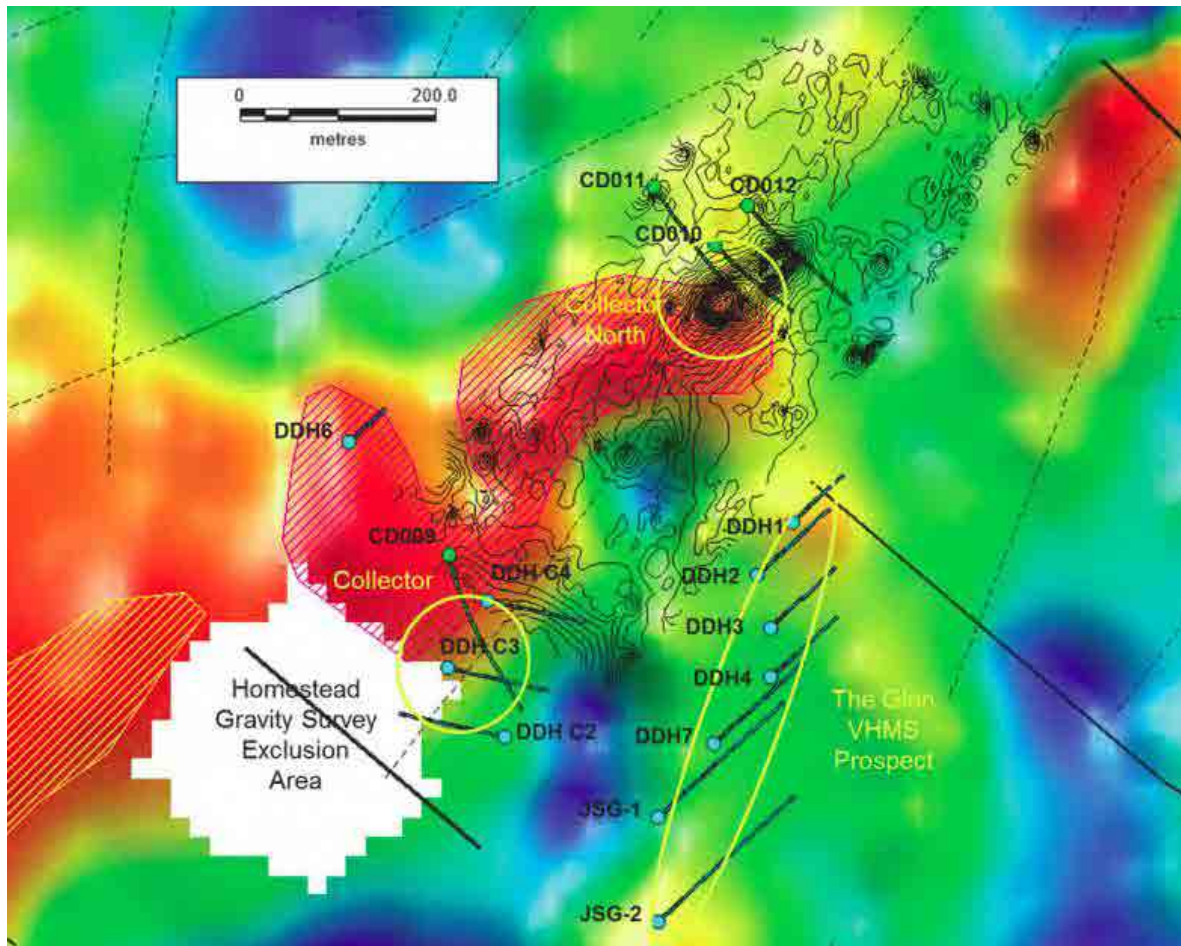 0 200.0
metres
CD011
CD012
CD010
Collector
North
DDH6
CD009
DDH C4
Collector
DDH C3
DDH C2
Homestead
Gravity Survey
Exclusion
Area
DDH1
DDH2
DDH3
DDH4
DDH7
JSG-1
JSG-2
The Glen
VHMS
Prospect